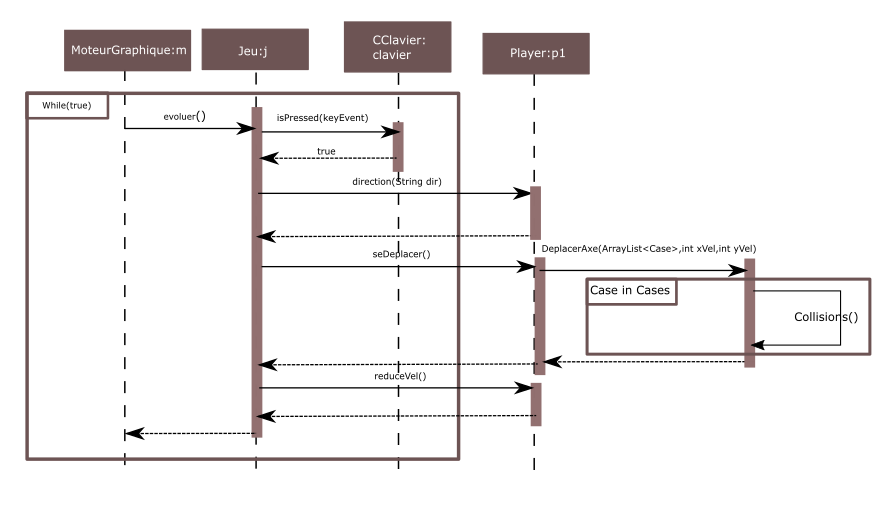 MoteurGraphique:m
Jeu:j
CClavier:
clavier
Player:p1
While(true)
evoluer()
isPressed(keyEvent)
true
direction(String dir)
seDeplacer()
DeplacerAxe(ArrayList<Case>,int xVel,int yVel)
Case in Cases
Collisions()
reduceVel()